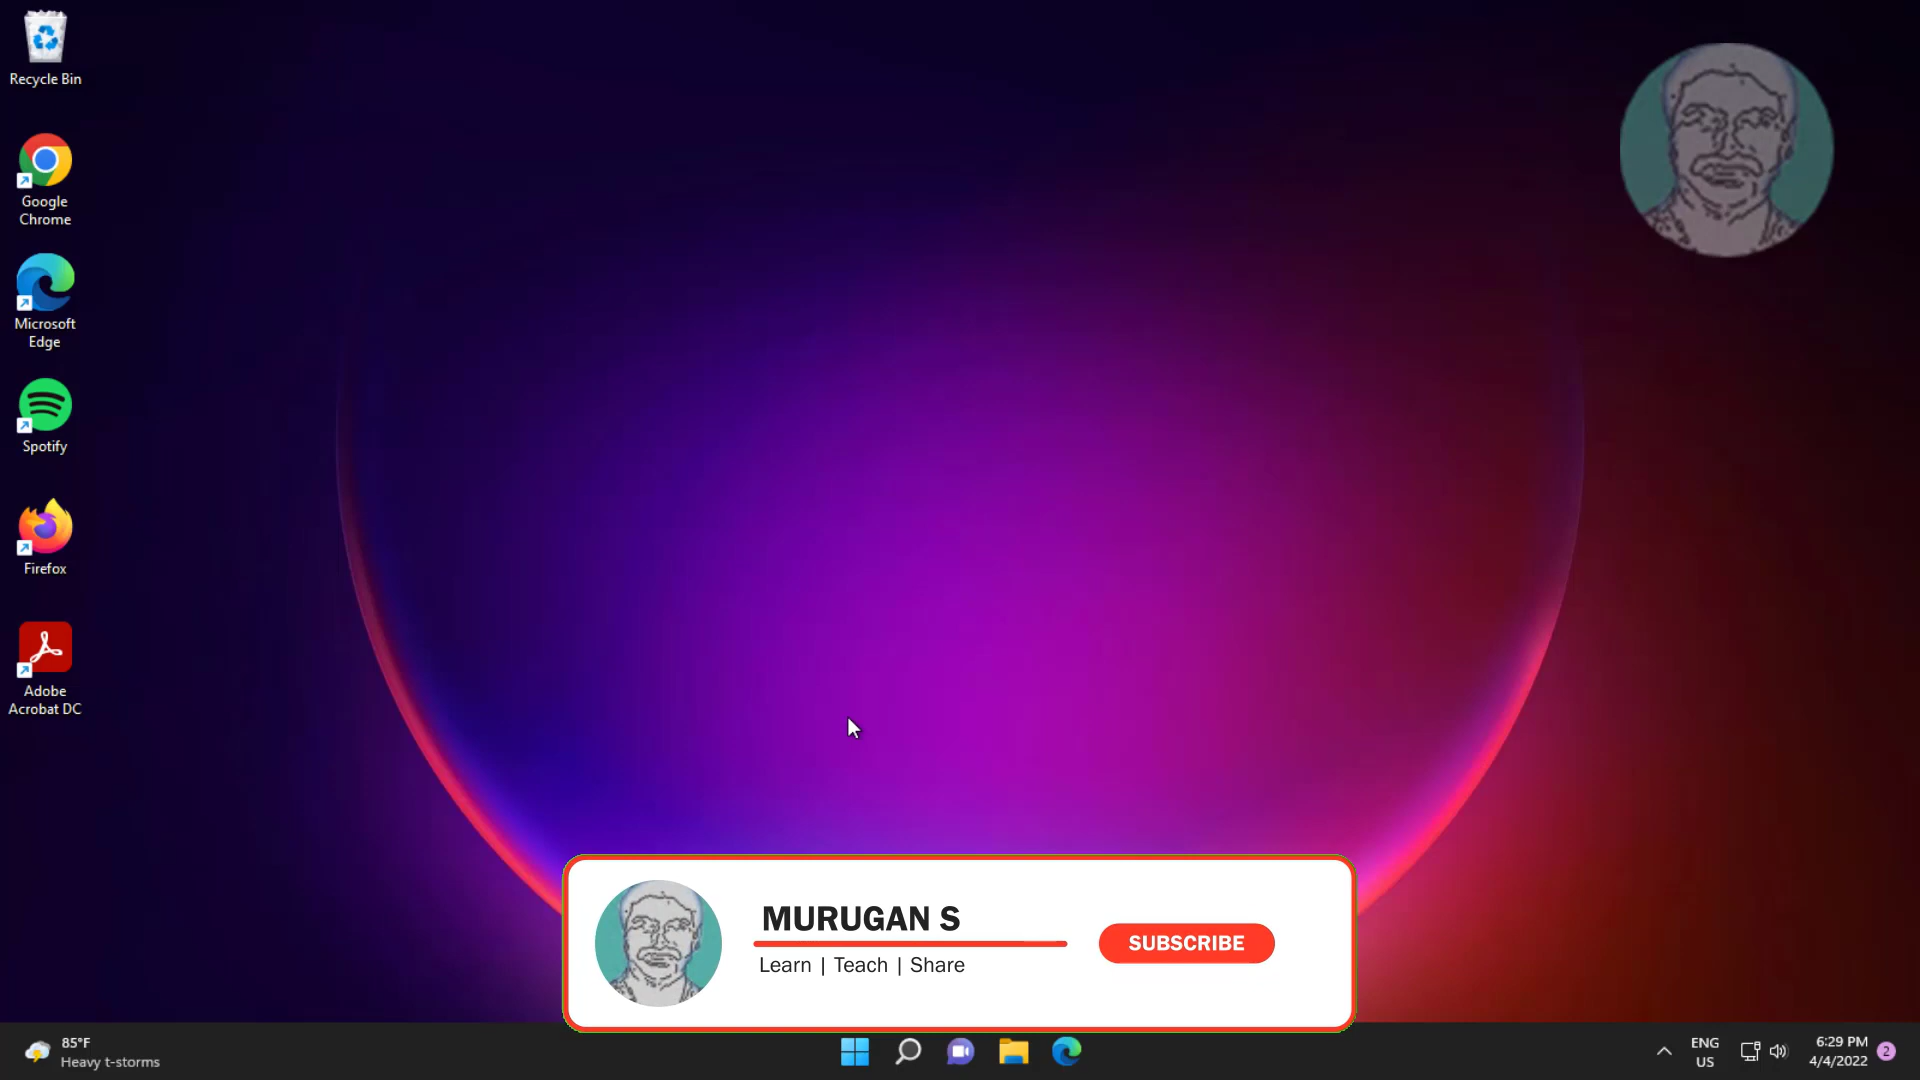 Recycle Bin
Google
Chrome
Microsoft
Edge
Spotify
Firefox
Adobe
Acrobat DC
MURUGAN S
Learn | Teach | Share
SUBSCRIBE
85°F
Heavy t-storms
ENG
US
6:29 PM
4/4/2022
2